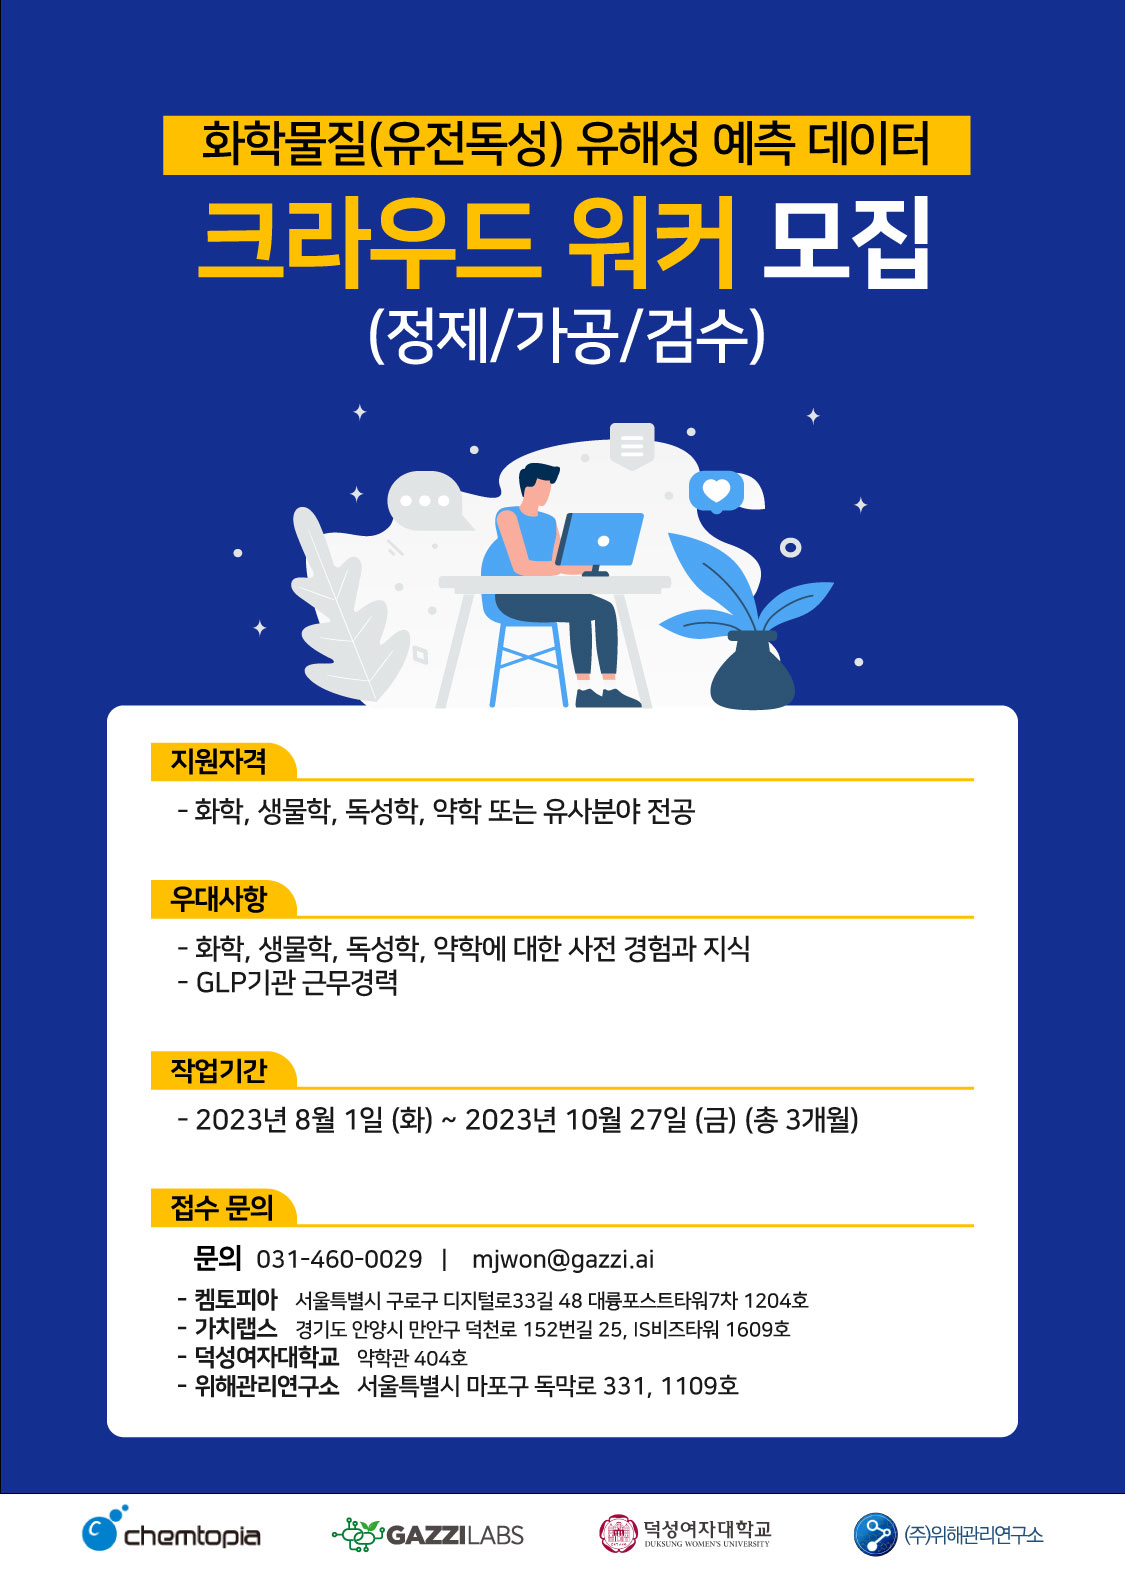 화학물질(유전독성) 유해성 예측 데이터
크라우드 워커 모집
(정제/가공/검수)
지원자격
- 화학, 생물학, 독성학, 약학 또는 유사분야 전공
우대사항
- 화학, 생물학, 독성학, 약학에 대한 사전 경험과 지식
- GLP기관 근무경력
작업기간
- 2023년 8월 1일 (화) ~ 2023년 10월 27일 (금) (총 3개월)
접수 문의
문의 031-460-0029 | mjwon@gazzi.ai
- 켐토피아 서울특별시 구로구 디지털로33길 48 대륭포스트타워7차 1204호
- 가치랩스 경기도 안양시 만안구 덕천로 152번길 25, IS비즈타워 1609호
- 덕성여자대학교 약학관 404호
- 위해관리연구소 서울특별시 마포구 독막로 331, 1109호
c chemtopia
GAZZILABS
덕성여자대학교
DUKSUNG WOMEN'S UNIVERSITY
(주)위해관리연구소